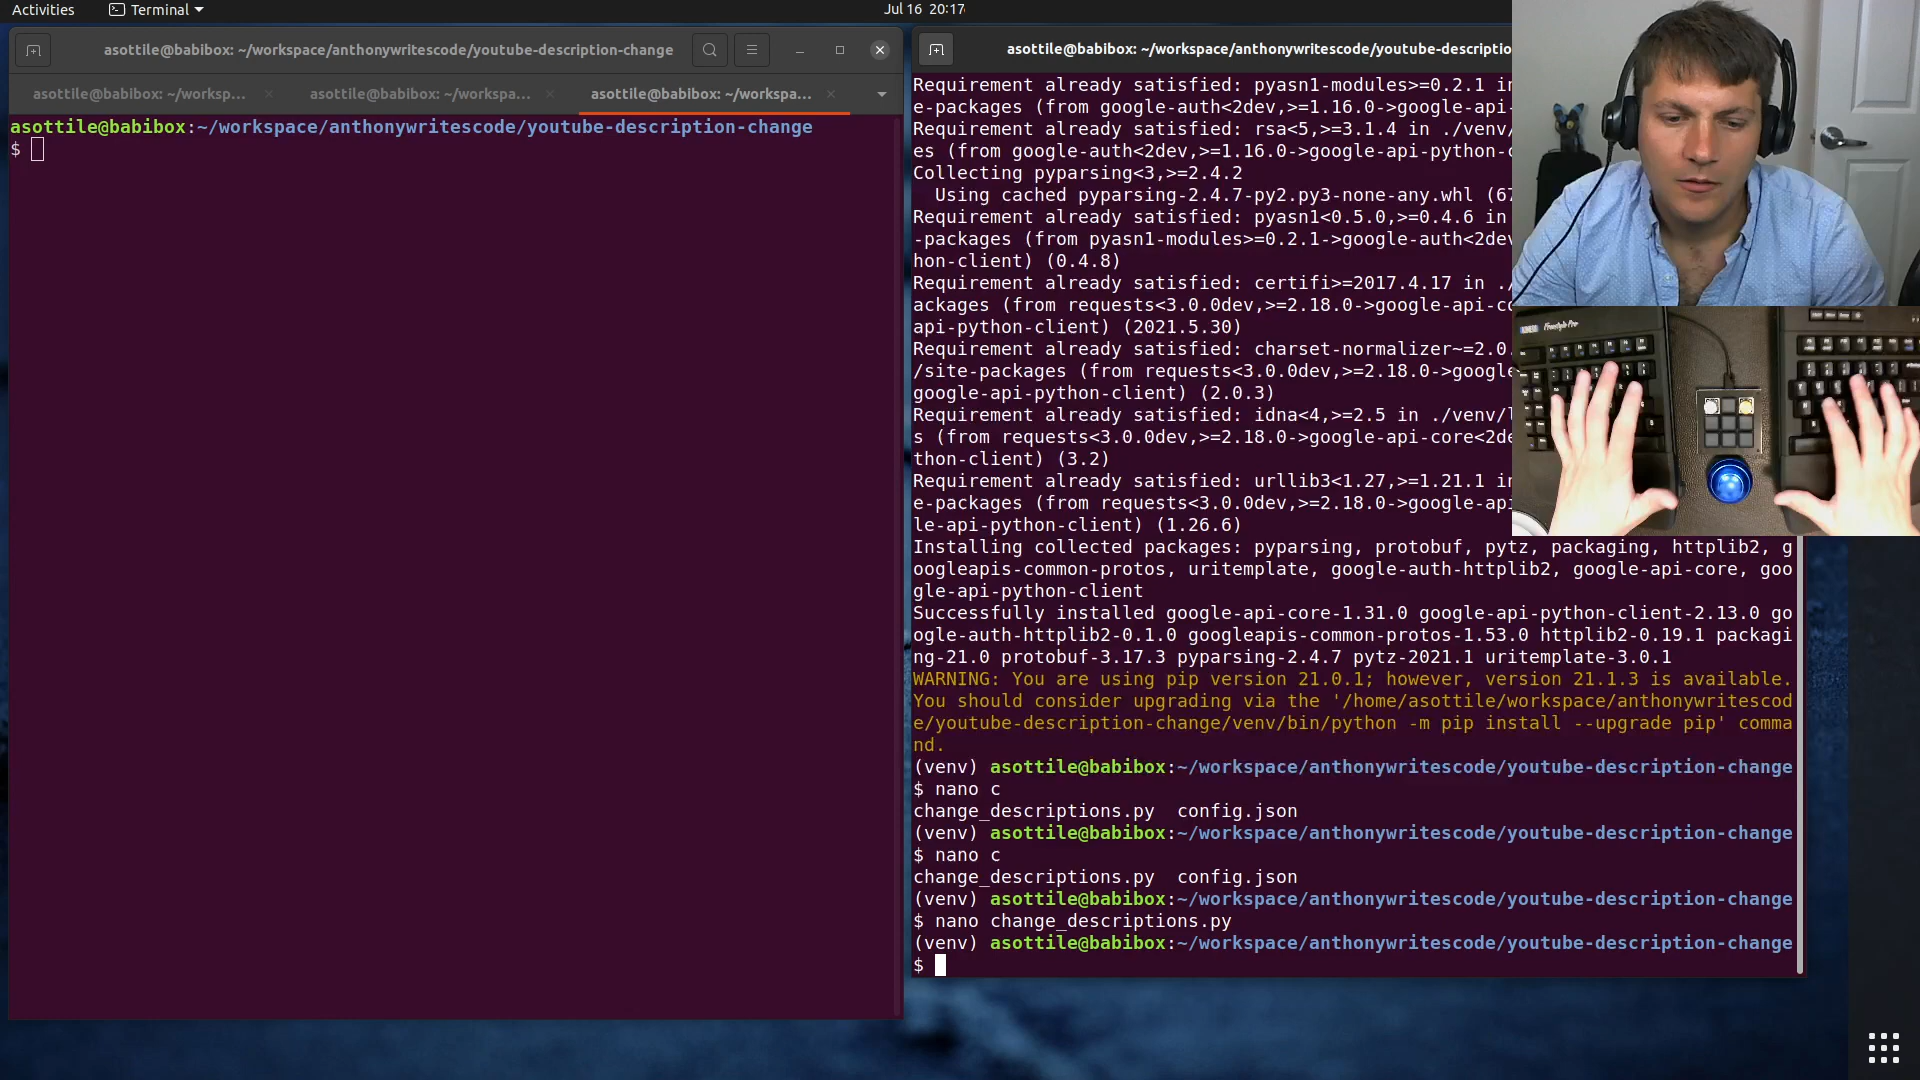 Activities
Terminal
Jul 16 20:17
asottile@babibox: ~/workspace/anthonywritescode/youtube-description-change
asottile@babibox: ~/worksp...
asottile@babibox: ~/workspa...
asottile@babibox: ~/workspa...
asottile@babibox:~/workspace/anthonywritescode/youtube-description-change
$
asottile@babibox: ~/workspace/anthonywritescode/youtube-descriptio
Requirement already satisfied: pyasn1-modules>=0.2.1 in
e-packages (from google-auth<2dev,>=1.16.0->google-api-
Requirement already satisfied: rsa<5,>=3.1.4 in ./venv/
es (from google-auth<2dev,>=1.16.0->google-api-python-c
Collecting pyparsing<3,>=2.4.2
  Using cached pyparsing-2.4.7-py2.py3-none-any.whl (67
Requirement already satisfied: pyasn1<0.5.0,>=0.4.6 in
-packages (from pyasn1-modules>=0.2.1->google-auth<2dev
hon-client) (0.4.8)
Requirement already satisfied: certifi>=2017.4.17 in ./
ackages (from requests<3.0.0dev,>=2.18.0->google-api-co
api-python-client) (2021.5.30)
Requirement already satisfied: charset-normalizer~=2.0.
/site-packages (from requests<3.0.0dev,>=2.18.0->google
google-api-python-client) (2.0.3)
Requirement already satisfied: idna<4,>=2.5 in ./venv/l
s (from requests<3.0.0dev,>=2.18.0->google-api-core<2de
thon-client) (3.2)
Requirement already satisfied: urllib3<1.27,>=1.21.1 in
e-packages (from requests<3.0.0dev,>=2.18.0->google-api
le-api-python-client) (1.26.6)
Installing collected packages: pyparsing, protobuf, pytz, packaging, httplib2, g
oogleapis-common-protos, uritemplate, google-auth-httplib2, google-api-core, goo
gle-api-python-client
Successfully installed google-api-core-1.31.0 google-api-python-client-2.13.0 go
ogle-auth-httplib2-0.1.0 googleapis-common-protos-1.53.0 httplib2-0.19.1 packagi
ng-21.0 protobuf-3.17.3 pyparsing-2.4.7 pytz-2021.1 uritemplate-3.0.1
WARNING: You are using pip version 21.0.1; however, version 21.1.3 is available.
You should consider upgrading via the '/home/asottile/workspace/anthonywritescod
e/youtube-description-change/venv/bin/python -m pip install --upgrade pip' comma
nd.
(venv) asottile@babibox:~/workspace/anthonywritescode/youtube-description-change
$ nano c
change_descriptions.py  config.json
(venv) asottile@babibox:~/workspace/anthonywritescode/youtube-description-change
$ nano c
change_descriptions.py  config.json
(venv) asottile@babibox:~/workspace/anthonywritescode/youtube-description-change
$ nano change_descriptions.py
(venv) asottile@babibox:~/workspace/anthonywritescode/youtube-description-change
$
Freestyle Pro